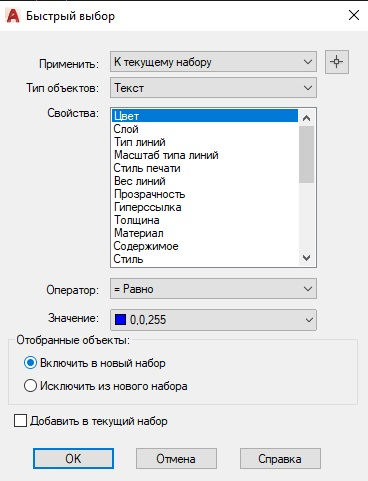 Быстрый выбор
Применить: К текущему набору
Тип объектов: Текст
Свойства: Цвет
Слой
Тип линий
Масштаб типа линий
Стиль печати
Вес линий
Прозрачность
Гиперссылка
Толщина
Материал
Содержимое
Стиль
Оператор: = Равно
Значение: 0,0,255
Отобранные объекты:
Включить в новый набор
Исключить из нового набора
Добавить в текущий набор
OK Отмена Справка